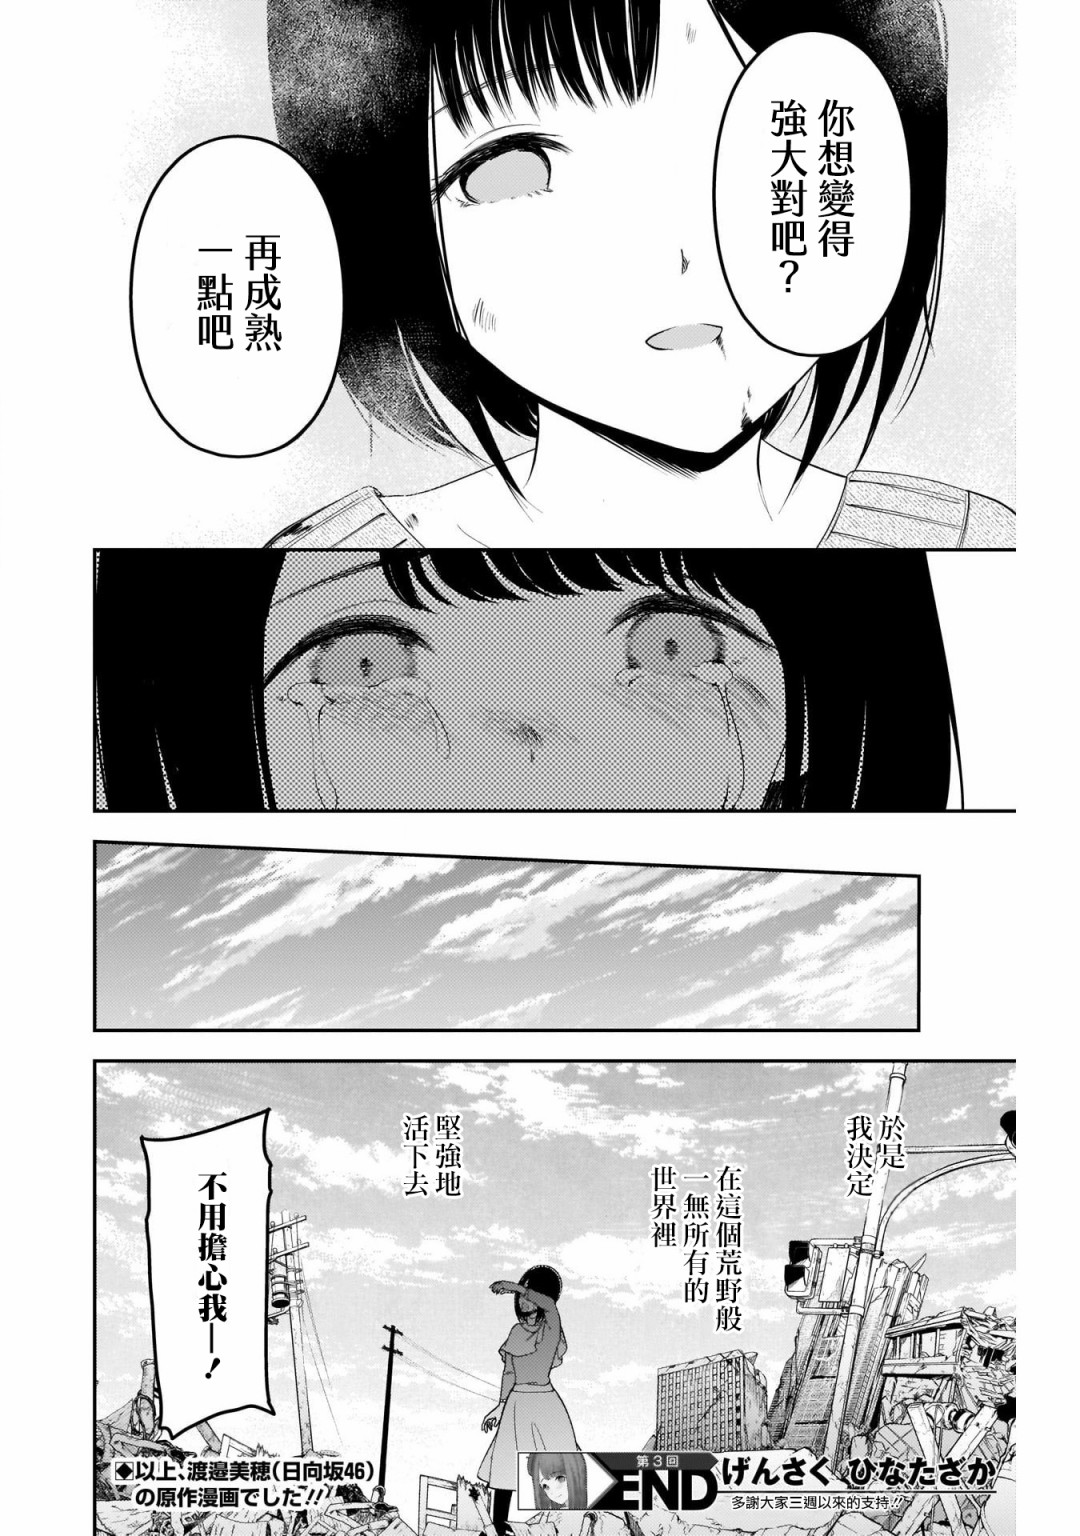 你想變得
強大對吧？
再成熟
一點吧
於是
我決定
在這個荒野般
一無所有的
世界裡
堅強地
活下去
不用擔心我—！
◆以上、渡邉美穂（日向坂46）
の原作漫画でした!!
第3回
END
げんさく ひなたざか
多謝大家三週以來的支持!!